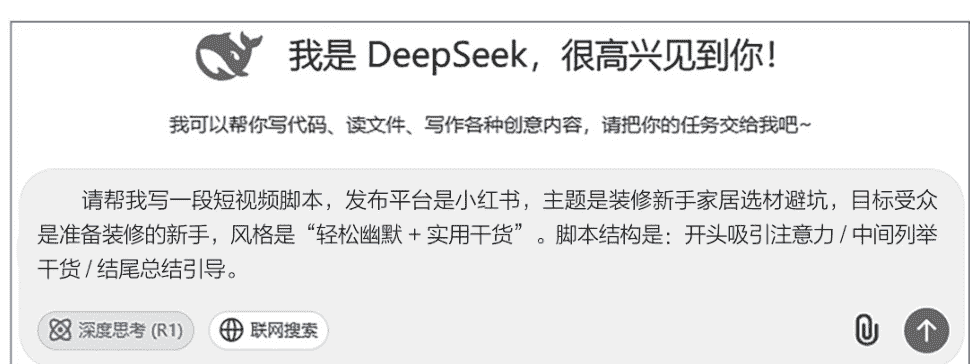 我是 DeepSeek，很高兴见到你！
我可以帮你写代码、读文件、写作各种创意内容，请把你的任务交给我吧~
请帮我写一段短视频脚本，发布平台是小红书，主题是装修新手家居选材避坑，目标受众
是准备装修的新手，风格是“轻松幽默 + 实用干货”。脚本结构是：开头吸引注意力 / 中间列举
干货 / 结尾总结引导。
深度思考 (R1) 联网搜索